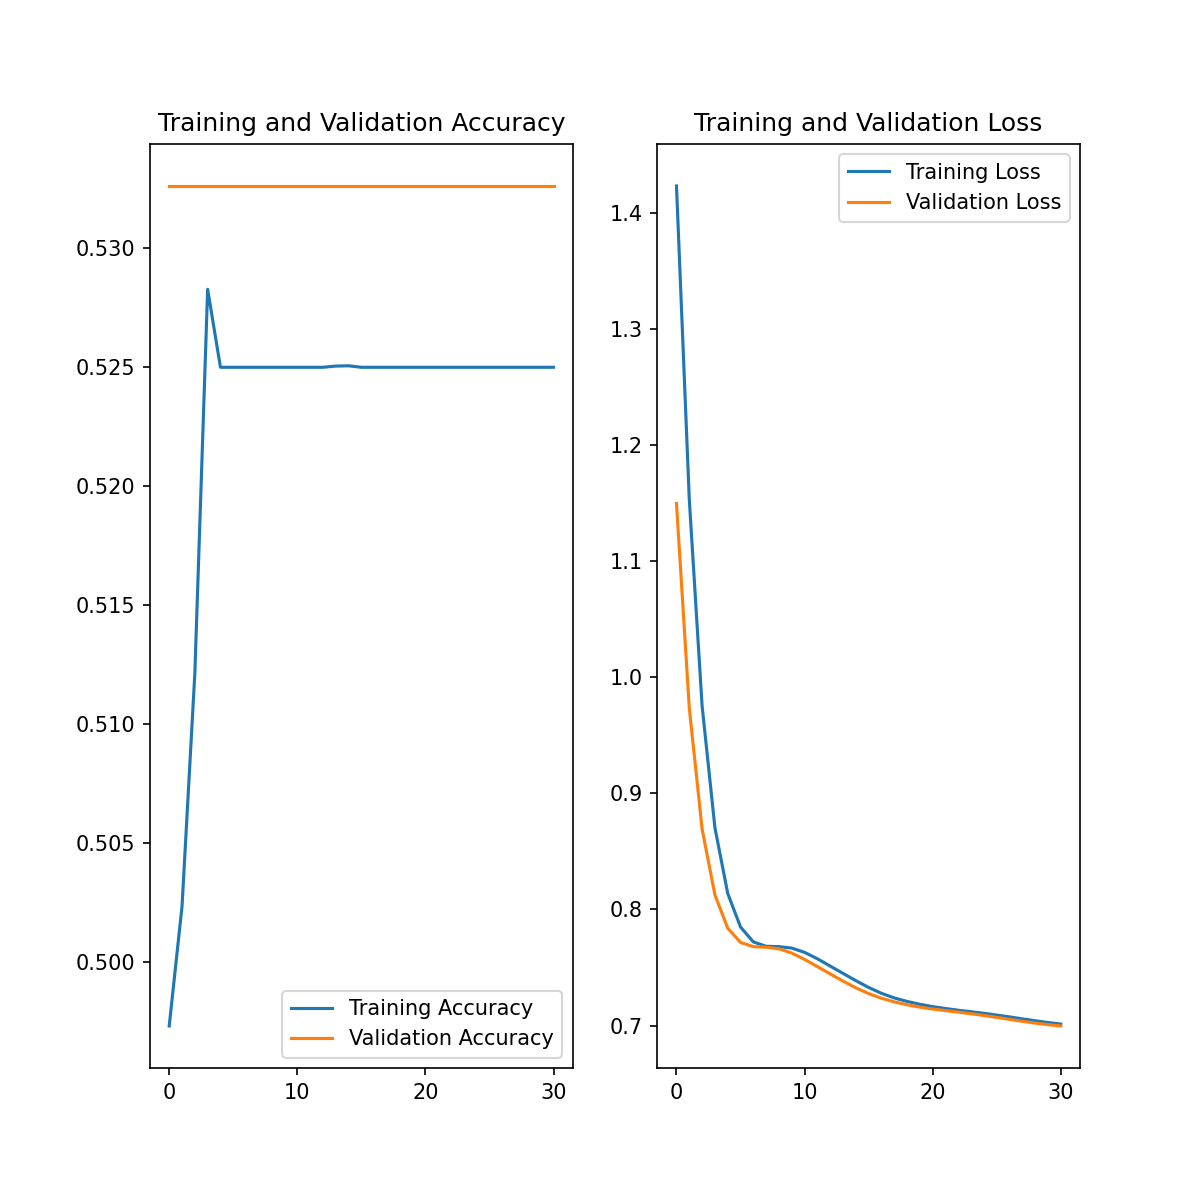 Training and Validation Accuracy
0.530
0.525
0.520
0.515
0.510
0.505
0.500
Training Accuracy
Validation Accuracy
0 10 20 30
Training and Validation Loss
Training Loss
Validation Loss
1.4
1.3
1.2
1.1
1.0
0.9
0.8
0.7
0 10 20 30